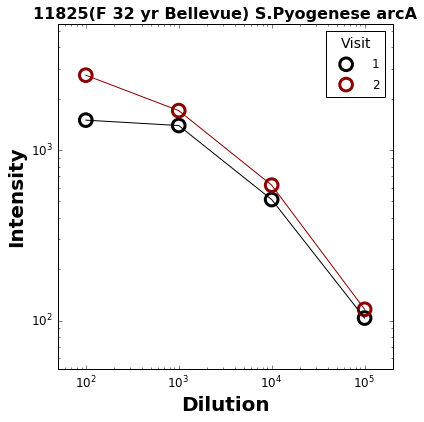 11825(F 32 yr Bellevue) S.Pyogenese arcA
Visit
1
2
Intensity
10³
10²
10² 10³ 10⁴ 10⁵
Dilution